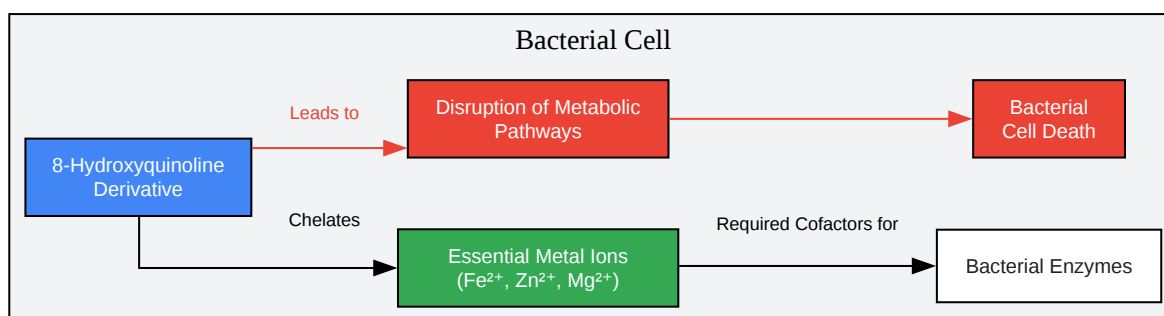 Bacterial Cell
Leads to
Disruption of Metabolic
Pathways
Bacterial
Cell Death
8-Hydroxyquinoline
Derivative
Chelates
Essential Metal Ions
(Fe²⁺, Zn²⁺, Mg²⁺)
Required Cofactors for
Bacterial Enzymes